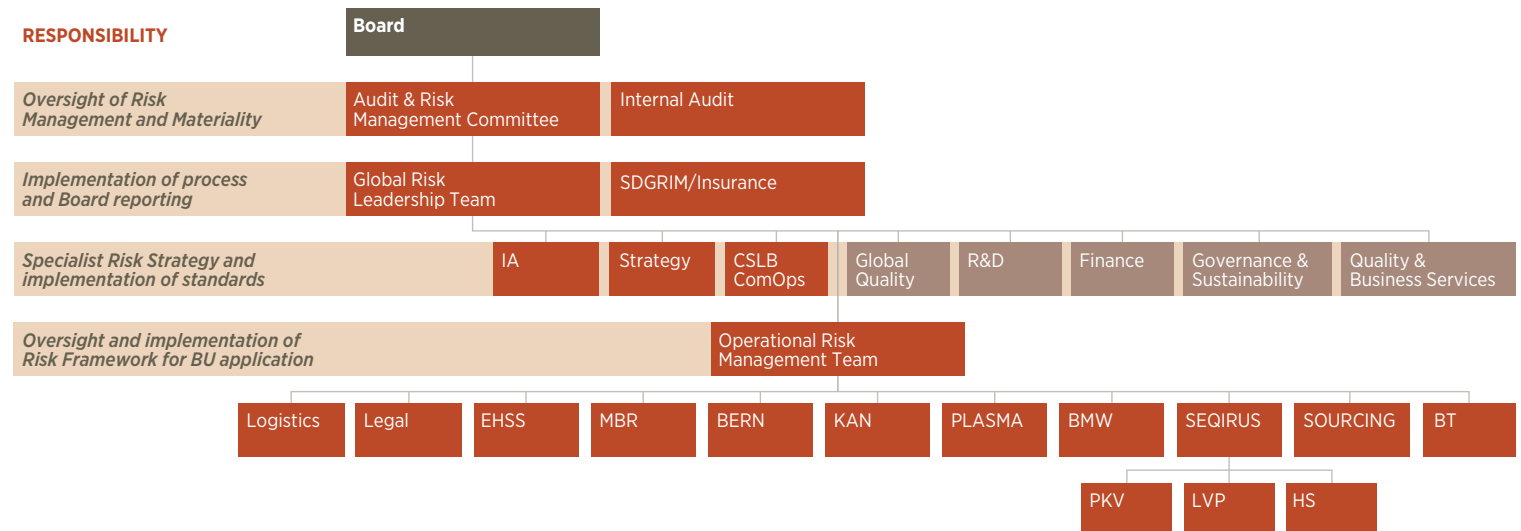 RESPONSIBILITY
Board
Oversight of Risk
Management and Materiality
Audit & Risk
Management Committee
Internal Audit
Implementation of process
and Board reporting
Global Risk
Leadership Team
SDGRIM/Insurance
Specialist Risk Strategy and
implementation of standards
IA
Strategy
CSLB
ComOps
Global
Quality
R&D
Finance
Governance &
Sustainability
Quality &
Business Services
Oversight and implementation of
Risk Framework for BU application
Operational Risk
Management Team
Logistics
Legal
EHSS
MBR
BERN
KAN
PLASMA
BMW
SEQIRUS
SOURCING
BT
PKV
LVP
HS